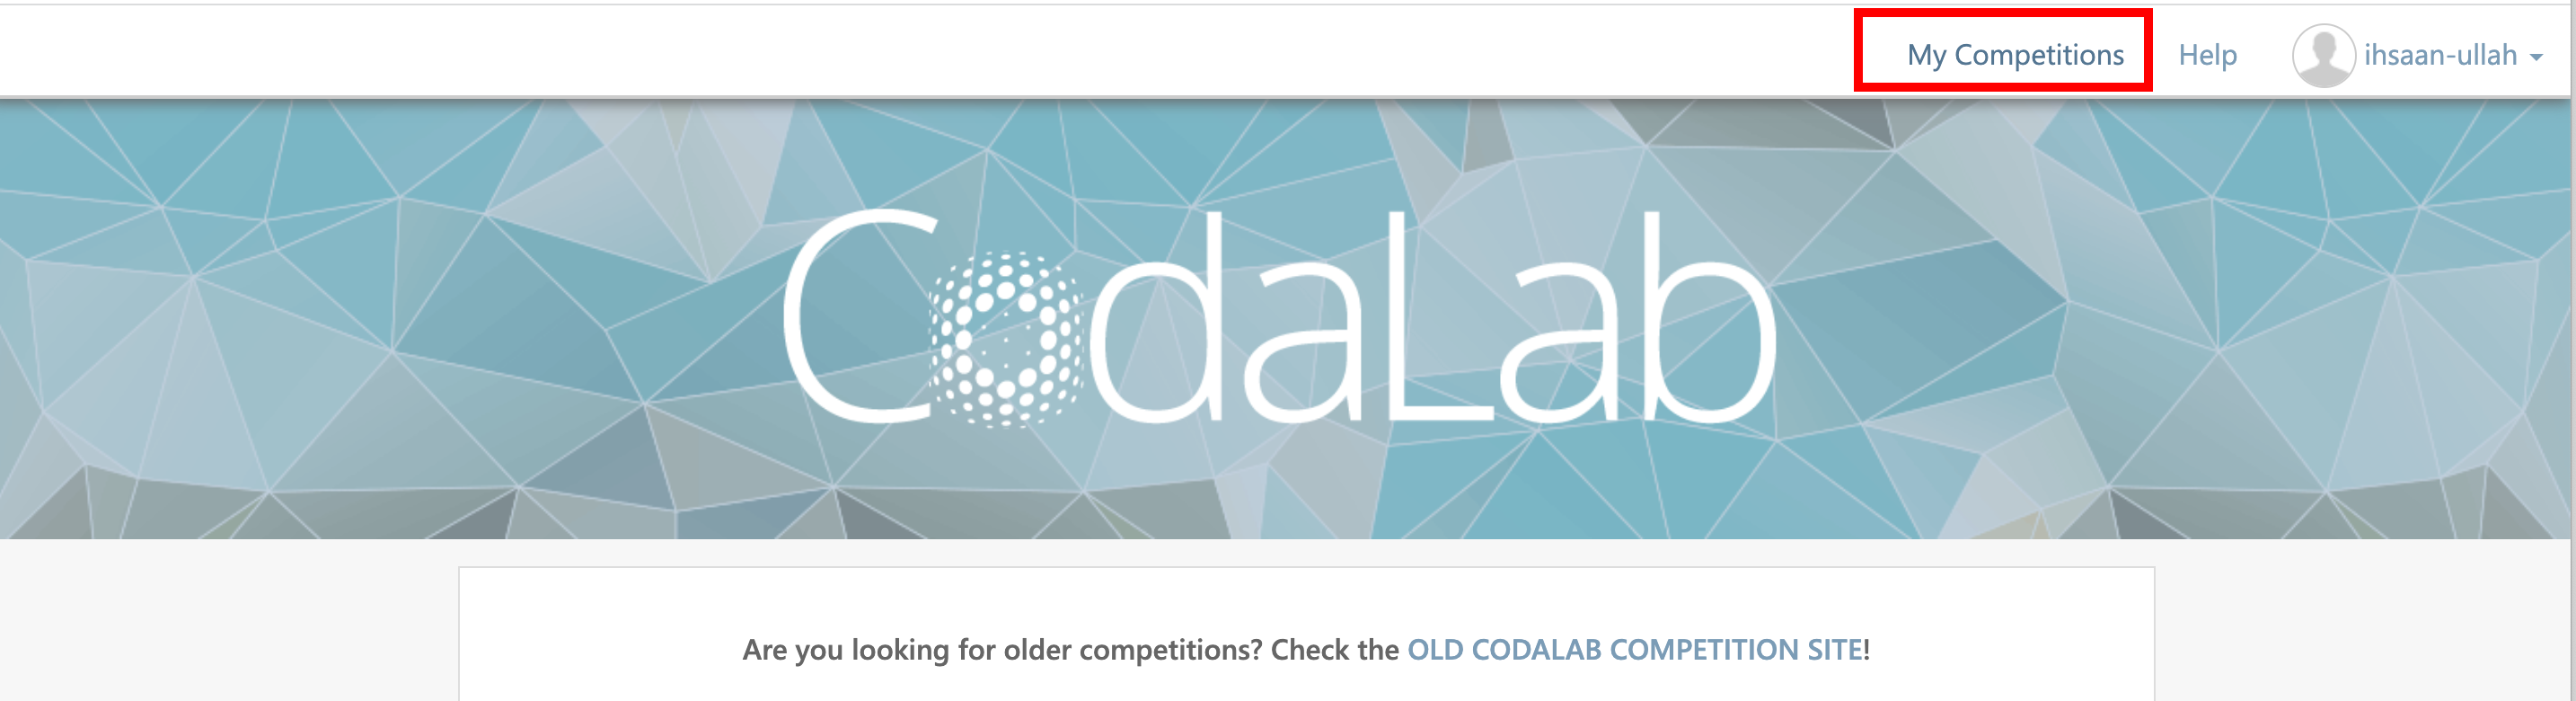 My Competitions Help ihsaan-ullah
CodaLab
Are you looking for older competitions? Check the OLD CODALAB COMPETITION SITE!